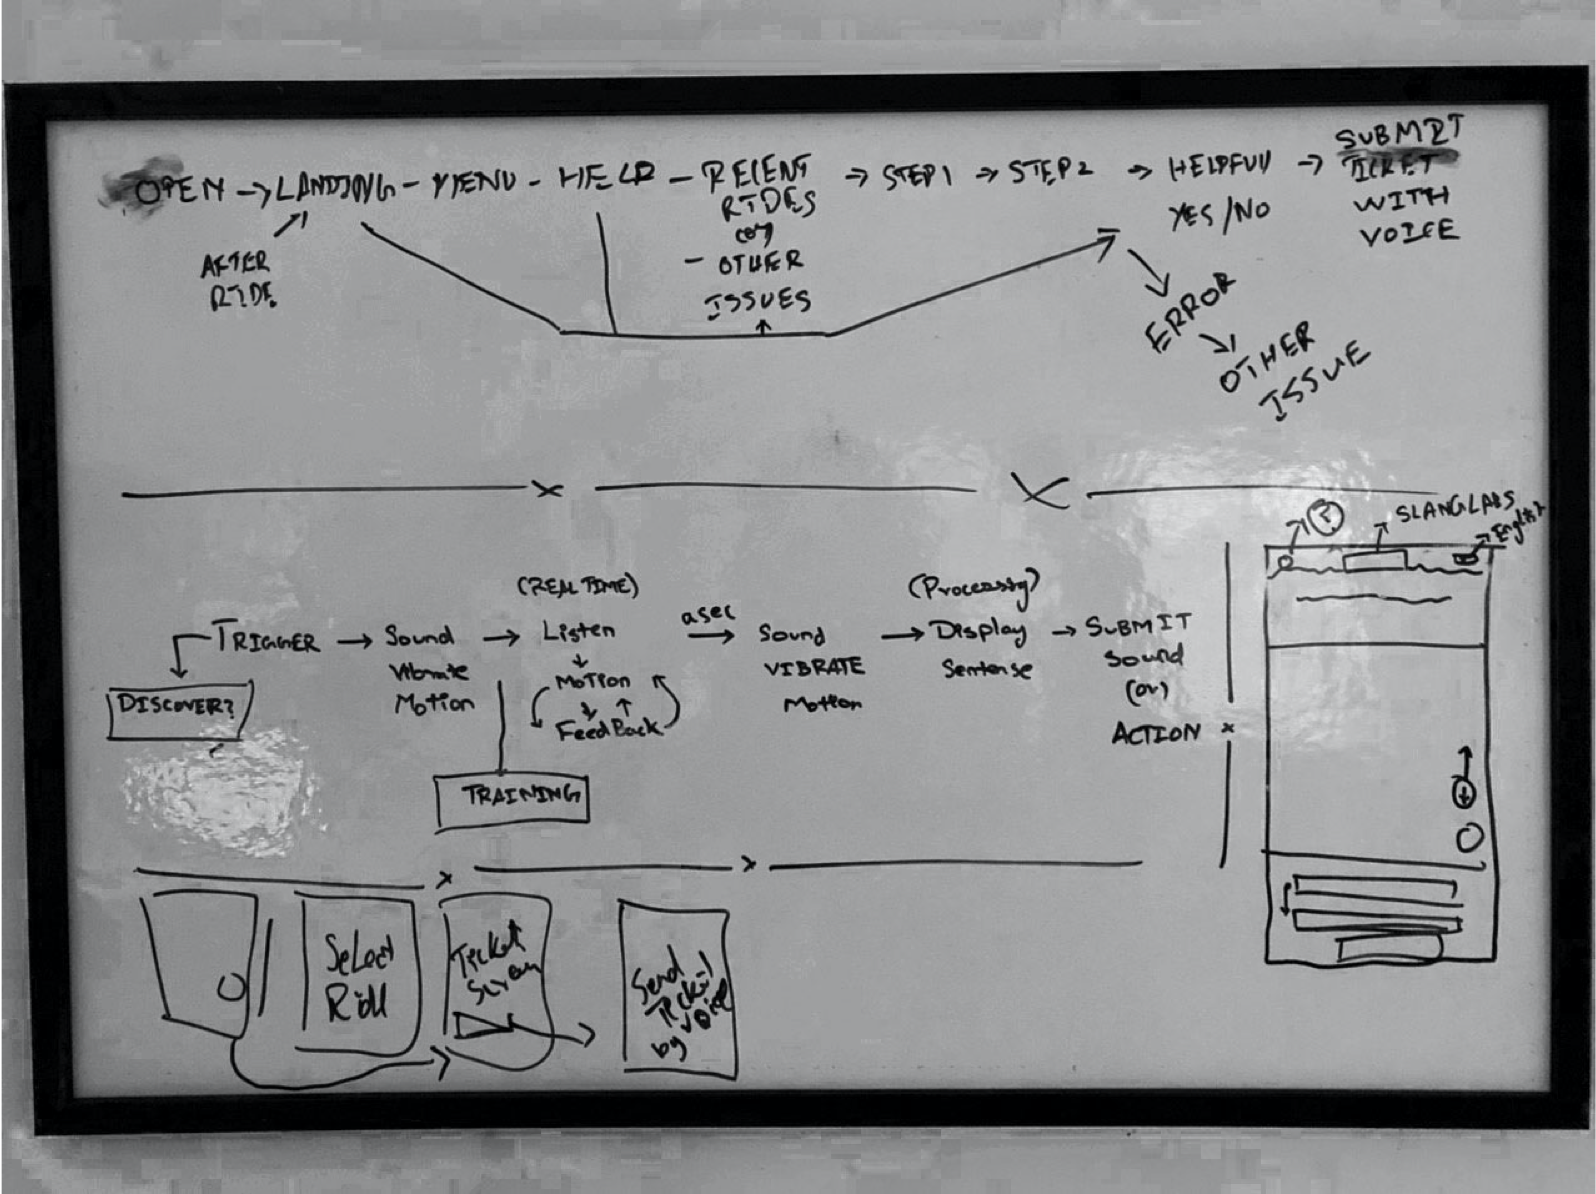 OPEN → LANDING - MENU - HELP - RECENT → STEP 1 → STEP 2 → HELPFUL → SUBMIT
RIDES
(or)
- OTHER
ISSUES
YES/NO
TICKET
WITH
VOICE
AFTER
RIDE
ERROR
OTHER
ISSUE
(REAL TIME)
(Processing)
TRIGGER → Sound → Listen → Sound → Display → SUBMIT
asec
Vibrate
Motion
MoTion
FeedBack
VIBRATE
Motion
Sentense
Sound
(or)
ACTION
DISCOVER?
TRAINING
?
SLANGLABS
English
Select
Ride
Ticket
Screen
Send
Ticket
by voice